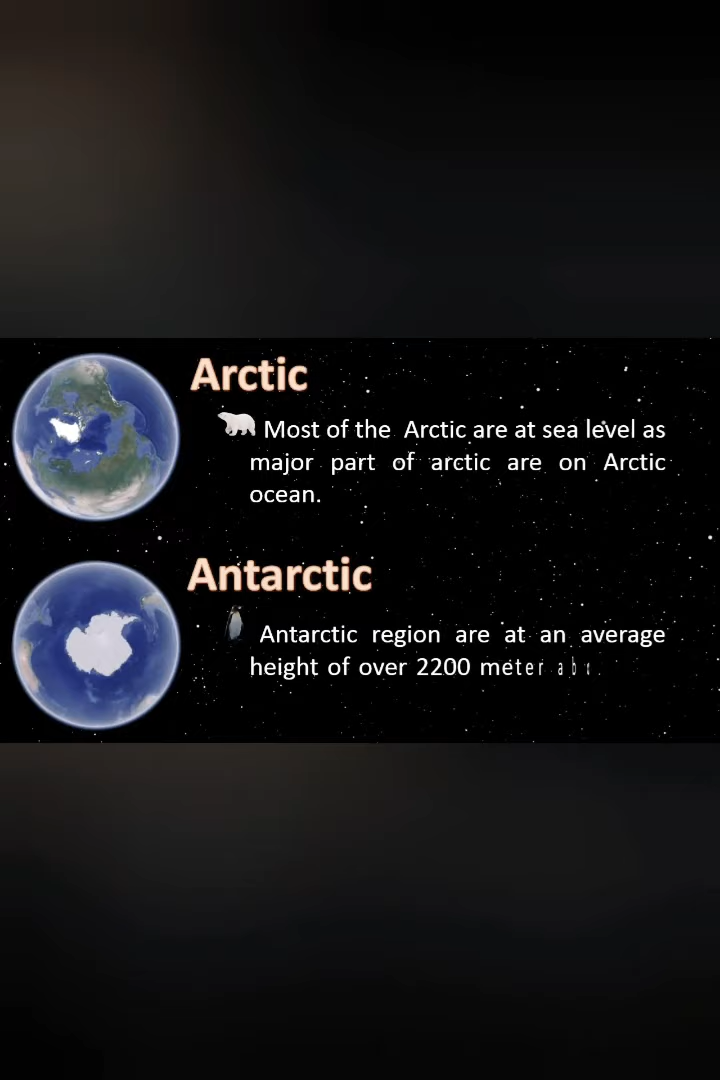 Arctic
Most of the Arctic are at sea level as
major part of arctic are on Arctic
ocean.
Antarctic
Antarctic region are at an average
height of over 2200 meter